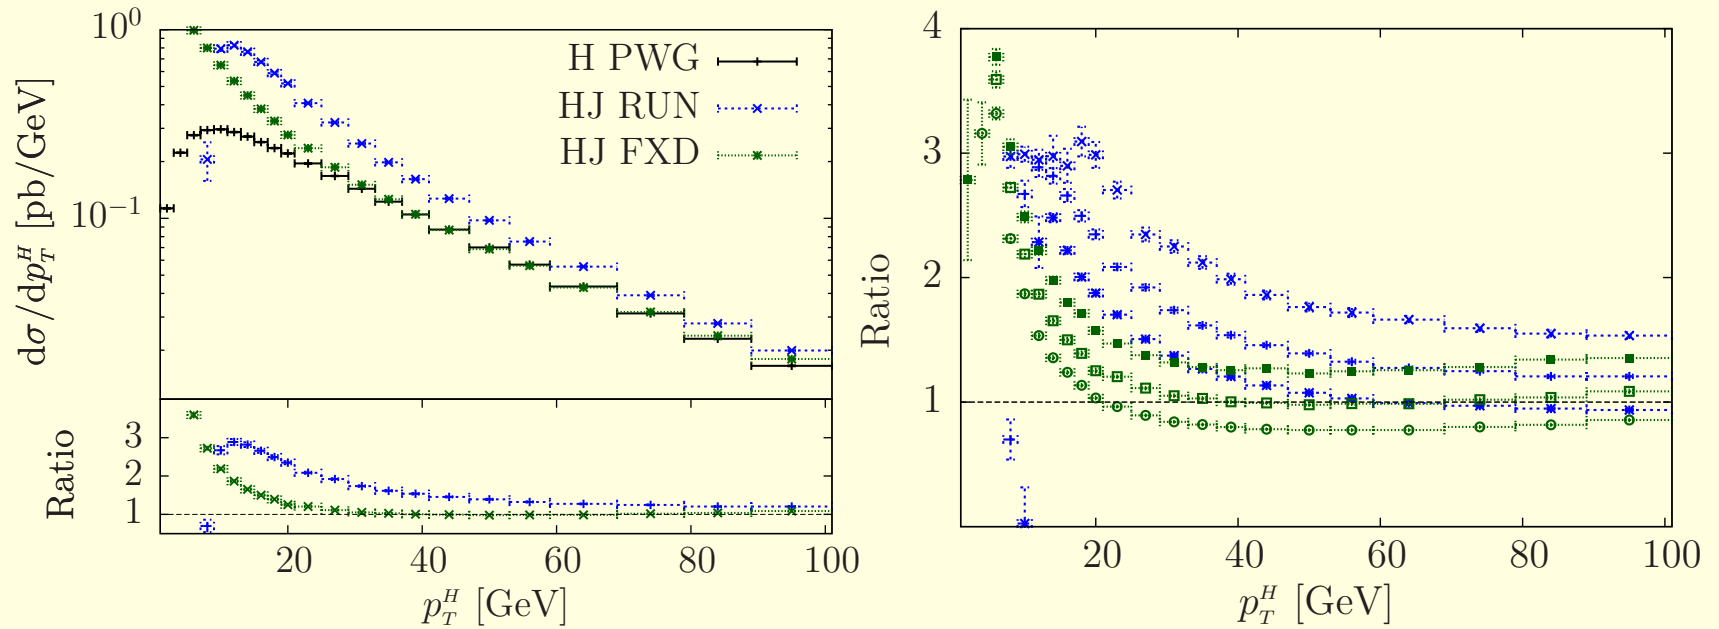 10^0
10^{-1}
dσ/dp_T^H [pb/GeV]
H PWG
HJ RUN
HJ FXD
3
2
1
Ratio
20 40 60 80 100
p_T^H [GeV]
4
3
2
1
Ratio
20 40 60 80 100
p_T^H [GeV]